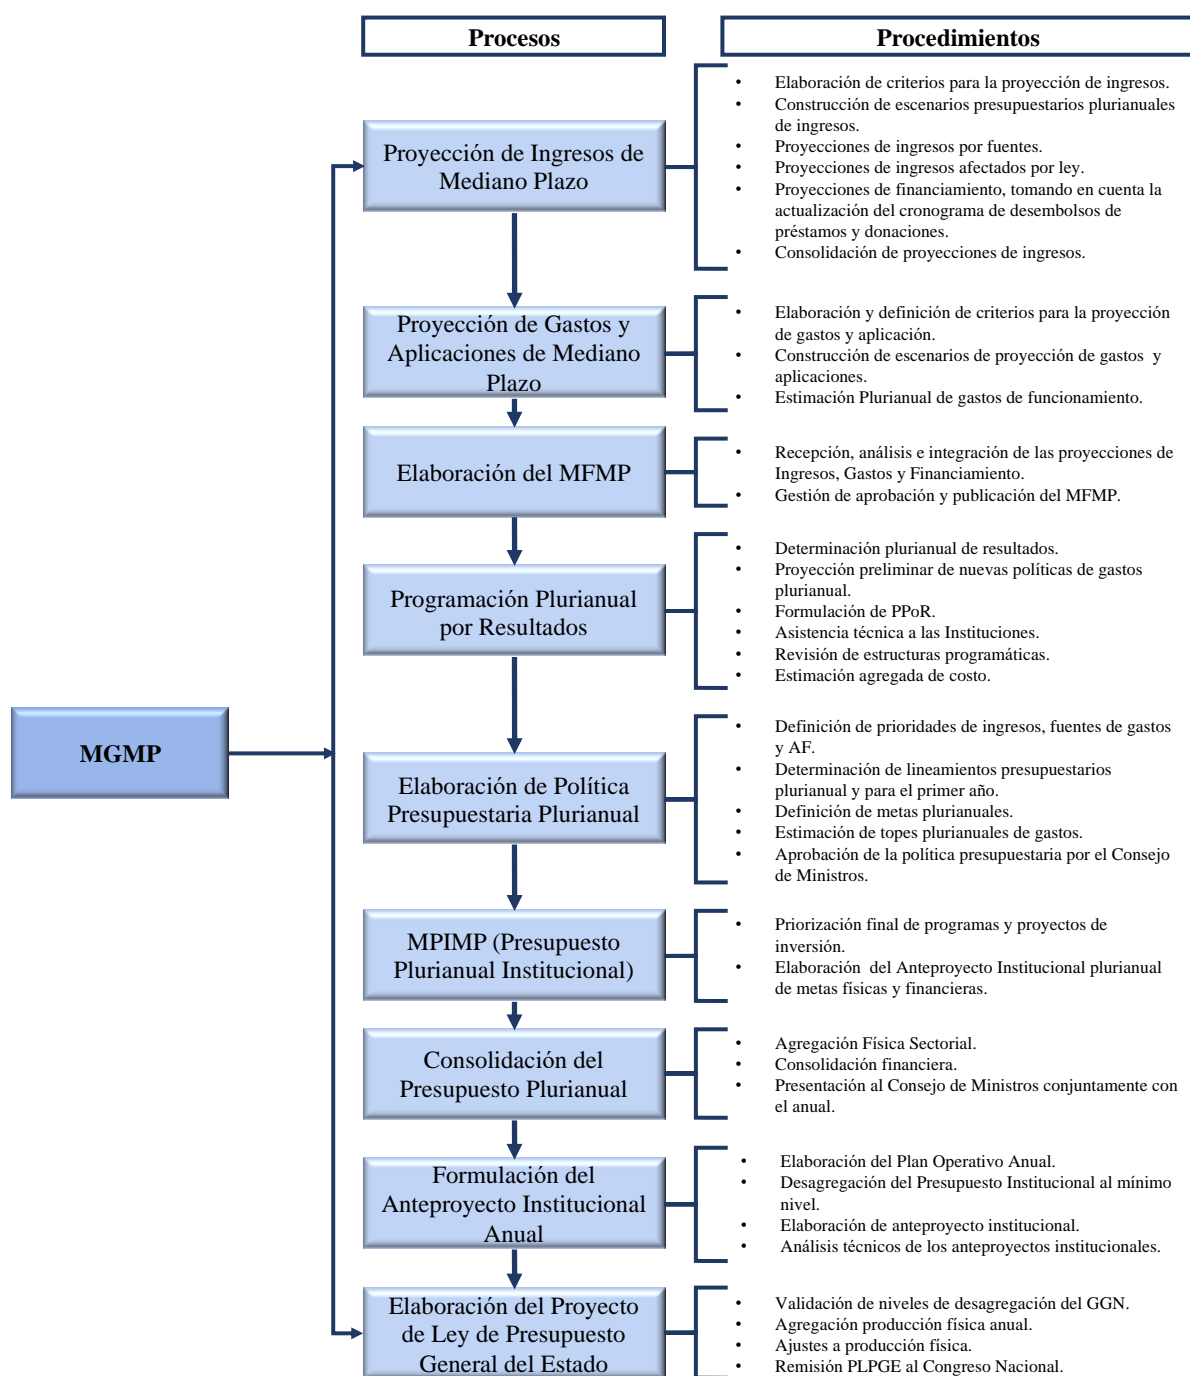 Procesos
Procedimientos
Proyección de Ingresos de
Mediano Plazo
• Elaboración de criterios para la proyección de ingresos.
• Construcción de escenarios presupuestarios plurianuales
de ingresos.
• Proyecciones de ingresos por fuentes.
• Proyecciones de ingresos afectados por ley.
• Proyecciones de financiamiento, tomando en cuenta la
actualización del cronograma de desembolsos de
préstamos y donaciones.
• Consolidación de proyecciones de ingresos.
Proyección de Gastos y
Aplicaciones de Mediano
Plazo
• Elaboración y definición de criterios para la proyección
de gastos y aplicación.
• Construcción de escenarios de proyección de gastos y
aplicaciones.
• Estimación Plurianual de gastos de funcionamiento.
Elaboración del MFMP
• Recepción, análisis e integración de las proyecciones de
Ingresos, Gastos y Financiamiento.
• Gestión de aprobación y publicación del MFMP.
Programación Plurianual
por Resultados
• Determinación plurianual de resultados.
• Proyección preliminar de nuevas políticas de gastos
plurianual.
• Formulación de PPoR.
• Asistencia técnica a las Instituciones.
• Revisión de estructuras programáticas.
• Estimación agregada de costo.
MGMP
Elaboración de Política
Presupuestaria Plurianual
• Definición de prioridades de ingresos, fuentes de gastos
y AF.
• Determinación de lineamientos presupuestarios
plurianual y para el primer año.
• Definición de metas plurianuales.
• Estimación de topes plurianuales de gastos.
• Aprobación de la política presupuestaria por el Consejo
de Ministros.
MPIMP (Presupuesto
Plurianual Institucional)
• Priorización final de programas y proyectos de
inversión.
• Elaboración del Anteproyecto Institucional plurianual
de metas físicas y financieras.
Consolidación del
Presupuesto Plurianual
• Agregación Física Sectorial.
• Consolidación financiera.
• Presentación al Consejo de Ministros conjuntamente con
el anual.
Formulación del
Anteproyecto Institucional
Anual
• Elaboración del Plan Operativo Anual.
• Desagregación del Presupuesto Institucional al mínimo
nivel.
• Elaboración de anteproyecto institucional.
• Análisis técnicos de los anteproyectos institucionales.
Elaboración del Proyecto
de Ley de Presupuesto
General del Estado
• Validación de niveles de desagregación del GGN.
• Agregación producción física anual.
• Ajustes a producción física.
• Remisión PLPGE al Congreso Nacional.